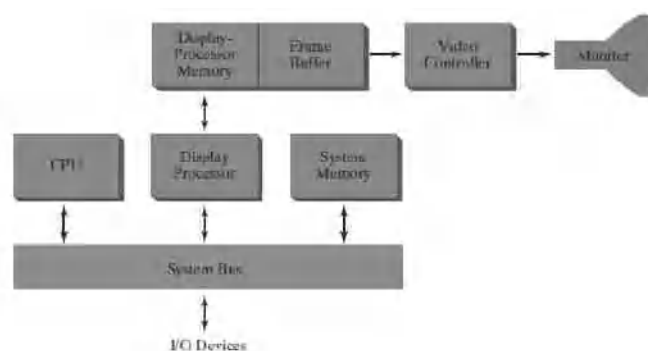 Display-
Processor
Memory
Frame
Buffer
Video
Controller
Monitor
CPU
Display
Processor
System
Memory
System Bus
I/O Devices